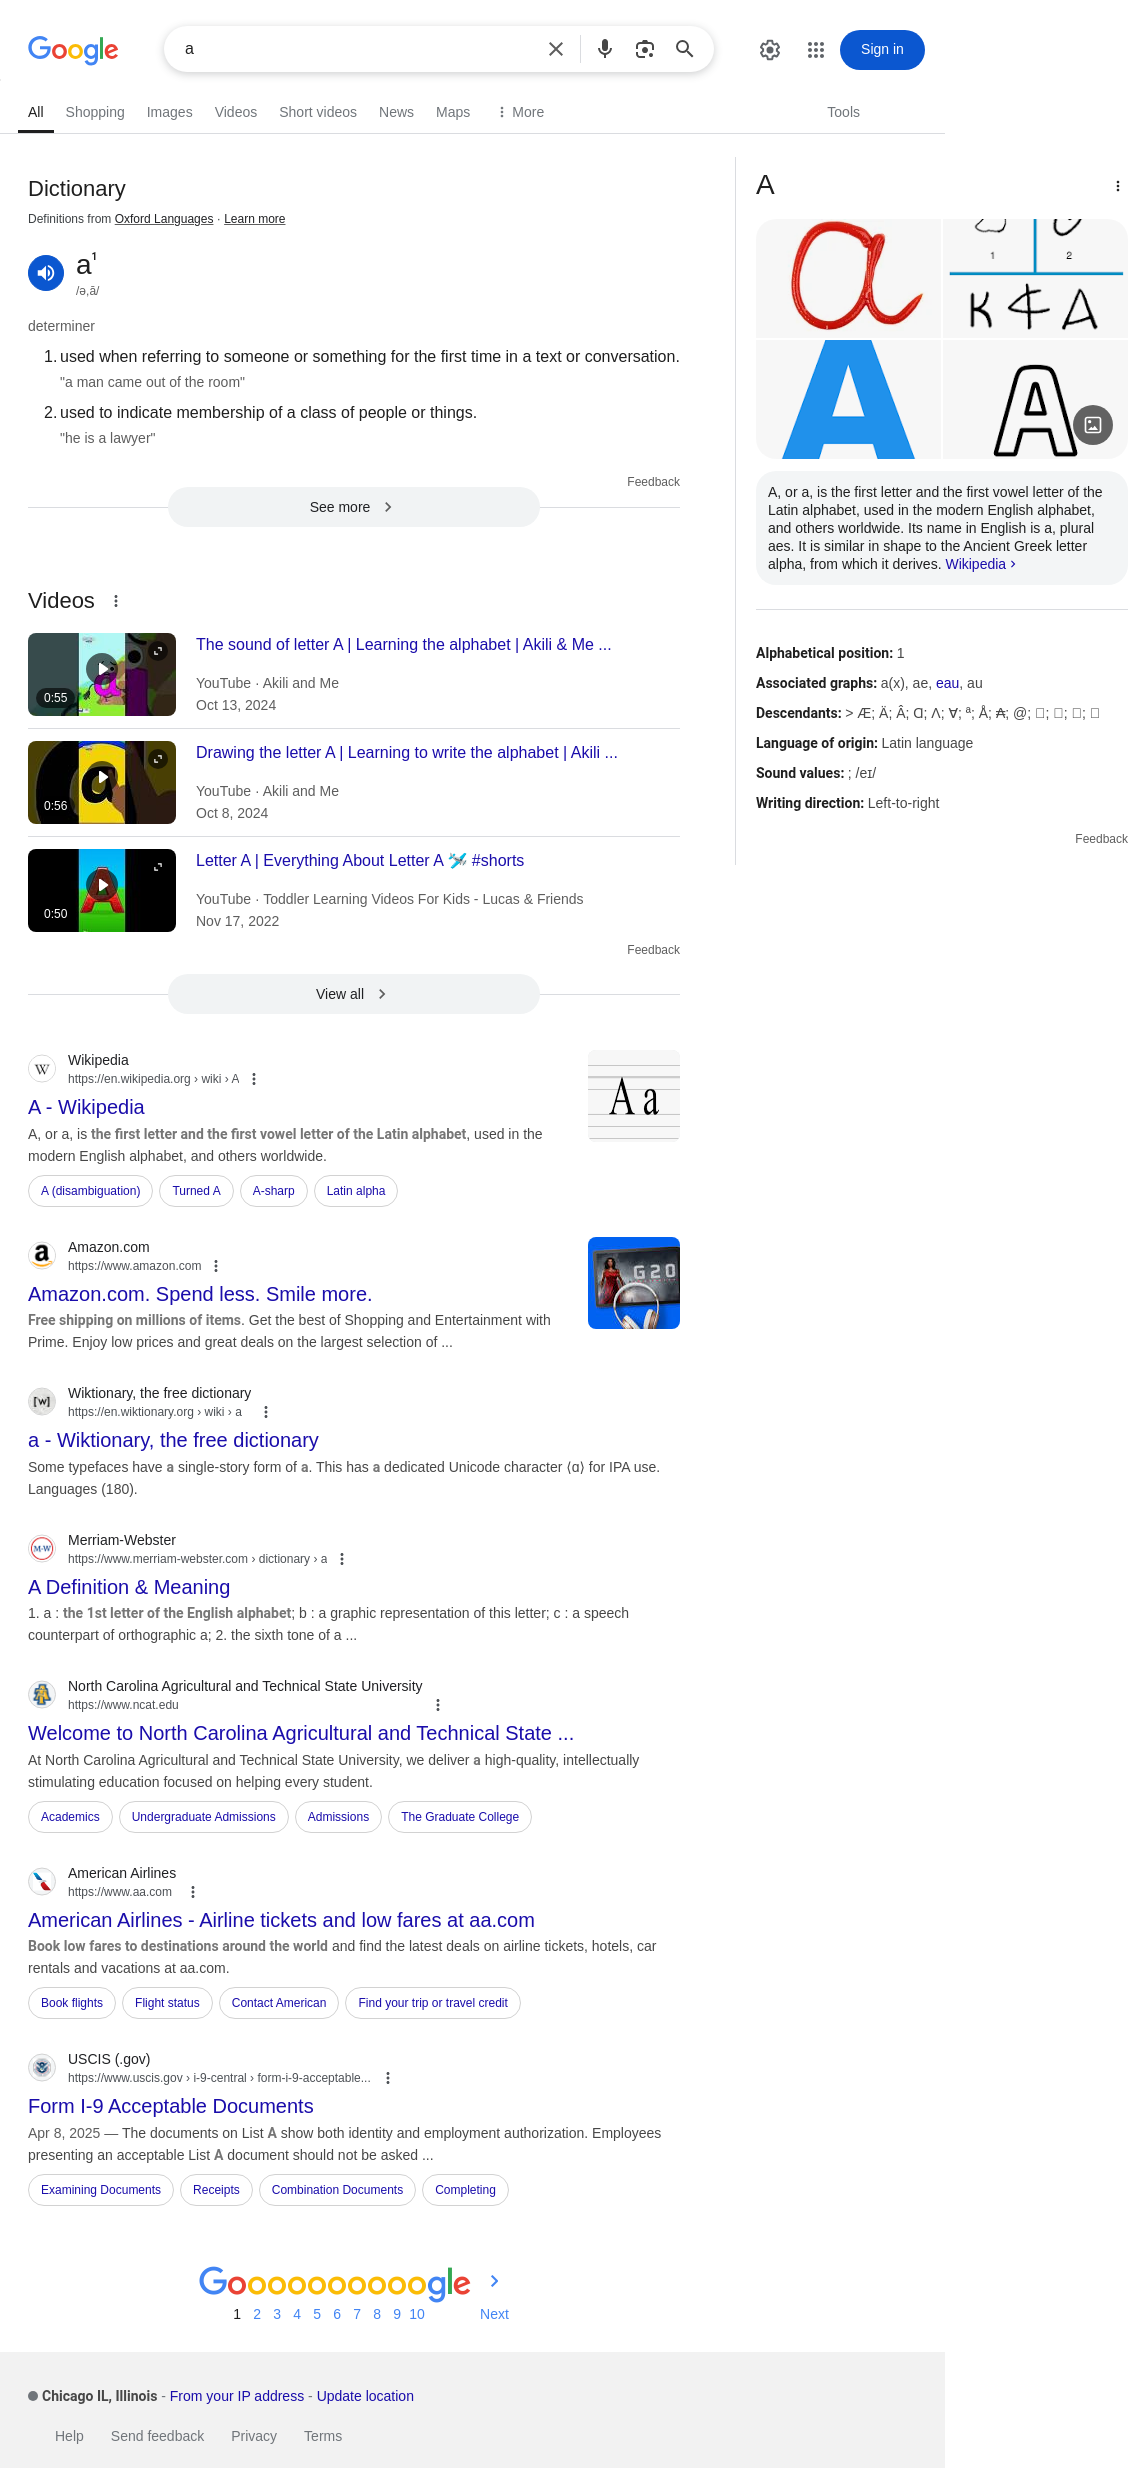 Google
a
Sign in
All
Shopping
Images
Videos
Short videos
News
Maps
More
Tools
Dictionary
Definitions from Oxford Languages · Learn more
a¹
/ə,ā/
determiner
1. used when referring to someone or something for the first time in a text or conversation.
"a man came out of the room"
2. used to indicate membership of a class of people or things.
"he is a lawyer"
Feedback
See more
Videos
a
0:55
The sound of letter A | Learning the alphabet | Akili & Me ...
YouTube · Akili and Me
Oct 13, 2024
a
0:56
Drawing the letter A | Learning to write the alphabet | Akili ...
YouTube · Akili and Me
Oct 8, 2024
A
0:50
Letter A | Everything About Letter A 🛩️ #shorts
YouTube · Toddler Learning Videos For Kids - Lucas & Friends
Nov 17, 2022
Feedback
View all
W
Wikipedia
https://en.wikipedia.org › wiki › A
A - Wikipedia
A, or a, is the first letter and the first vowel letter of the Latin alphabet, used in the
modern English alphabet, and others worldwide.
A a
A (disambiguation)
Turned A
A-sharp
Latin alpha
a
Amazon.com
https://www.amazon.com
Amazon.com. Spend less. Smile more.
Free shipping on millions of items. Get the best of Shopping and Entertainment with
Prime. Enjoy low prices and great deals on the largest selection of ...
G20
[w]
Wiktionary, the free dictionary
https://en.wiktionary.org › wiki › a
a - Wiktionary, the free dictionary
Some typefaces have a single-story form of a. This has a dedicated Unicode character ⟨ɑ⟩ for IPA use.
Languages (180).
M-W
Merriam-Webster
https://www.merriam-webster.com › dictionary › a
A Definition & Meaning
1. a : the 1st letter of the English alphabet; b : a graphic representation of this letter; c : a speech
counterpart of orthographic a; 2. the sixth tone of a ...
North Carolina Agricultural and Technical State University
https://www.ncat.edu
Welcome to North Carolina Agricultural and Technical State ...
At North Carolina Agricultural and Technical State University, we deliver a high-quality, intellectually
stimulating education focused on helping every student.
Academics
Undergraduate Admissions
Admissions
The Graduate College
American Airlines
https://www.aa.com
American Airlines - Airline tickets and low fares at aa.com
Book low fares to destinations around the world and find the latest deals on airline tickets, hotels, car
rentals and vacations at aa.com.
Book flights
Flight status
Contact American
Find your trip or travel credit
USCIS (.gov)
https://www.uscis.gov › i-9-central › form-i-9-acceptable...
Form I-9 Acceptable Documents
Apr 8, 2025 — The documents on List A show both identity and employment authorization. Employees
presenting an acceptable List A document should not be asked ...
Examining Documents
Receipts
Combination Documents
Completing
A
a
1 2
K ¢ A
A
A
A, or a, is the first letter and the first vowel letter of the
Latin alphabet, used in the modern English alphabet,
and others worldwide. Its name in English is a, plural
aes. It is similar in shape to the Ancient Greek letter
alpha, from which it derives. Wikipedia
Alphabetical position: 1
Associated graphs: a(x), ae, eau, au
Descendants: > Æ; Ä; Â; Ɑ; Λ; Ɐ; ª; Å; ₳; @; □; □; □; □
Language of origin: Latin language
Sound values: ; /eɪ/
Writing direction: Left-to-right
Feedback
Goooooooooogle
1 2 3 4 5 6 7 8 9 10 Next
Chicago IL, Illinois - From your IP address - Update location
Help
Send feedback
Privacy
Terms